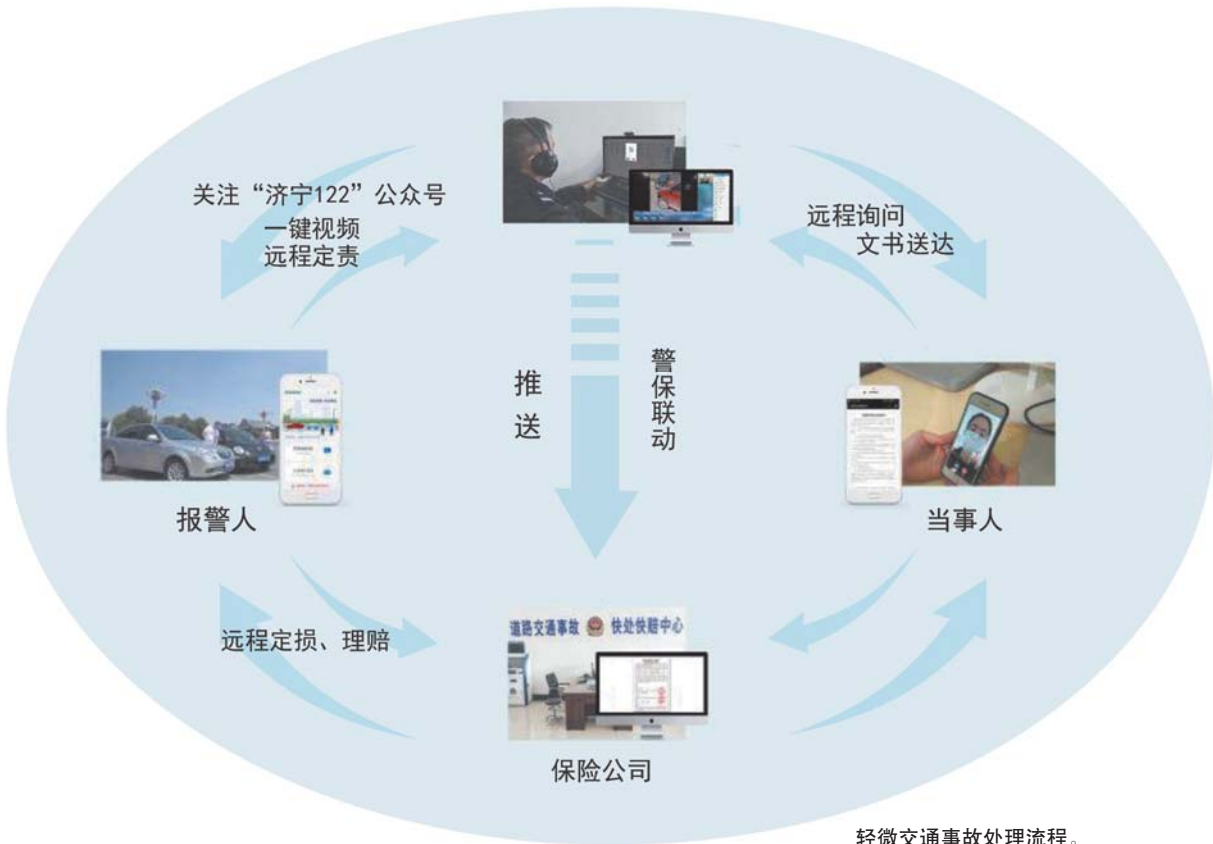 关注“济宁122”公众号
一键视频
远程定责
远程询问
文书送达
推送
警保联动
报警人
当事人
道路交通事故 快处快赔中心
远程定损、理赔
保险公司
轻微交通事故处理流程。